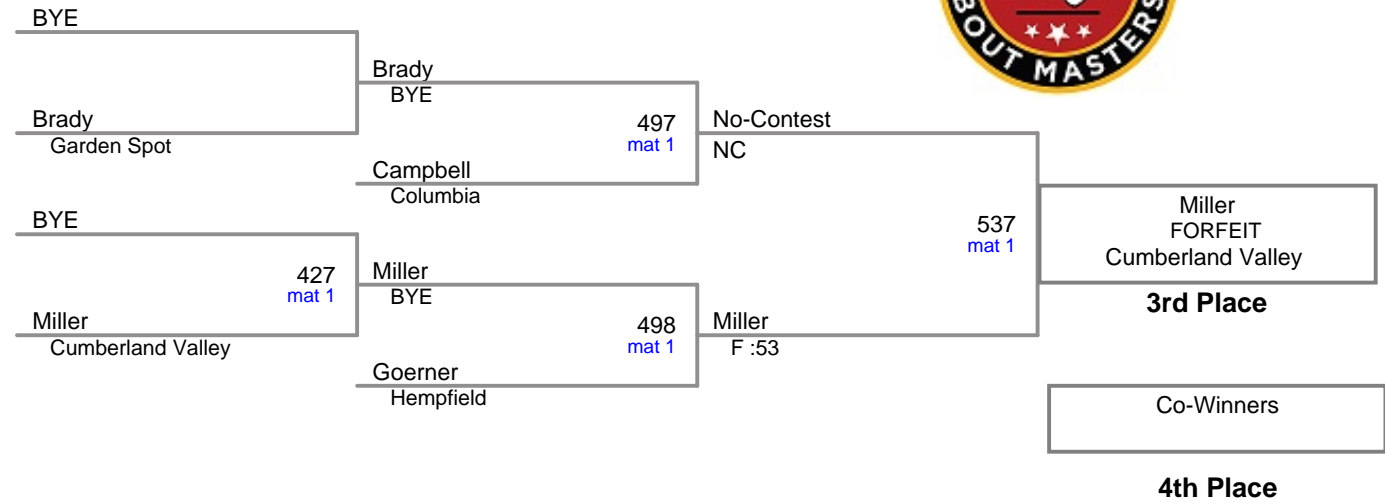 BOUT MASTERS
BYE
Brady
BYE
Brady
Garden Spot
497
mat 1
No-Contest
NC
Campbell
Columbia
BYE
537
mat 1
Miller
FORFEIT
Cumberland Valley
427
mat 1
Miller
BYE
3rd Place
Miller
Cumberland Valley
498
mat 1
Miller
F :53
Goerner
Hempfield
Co-Winners
4th Place